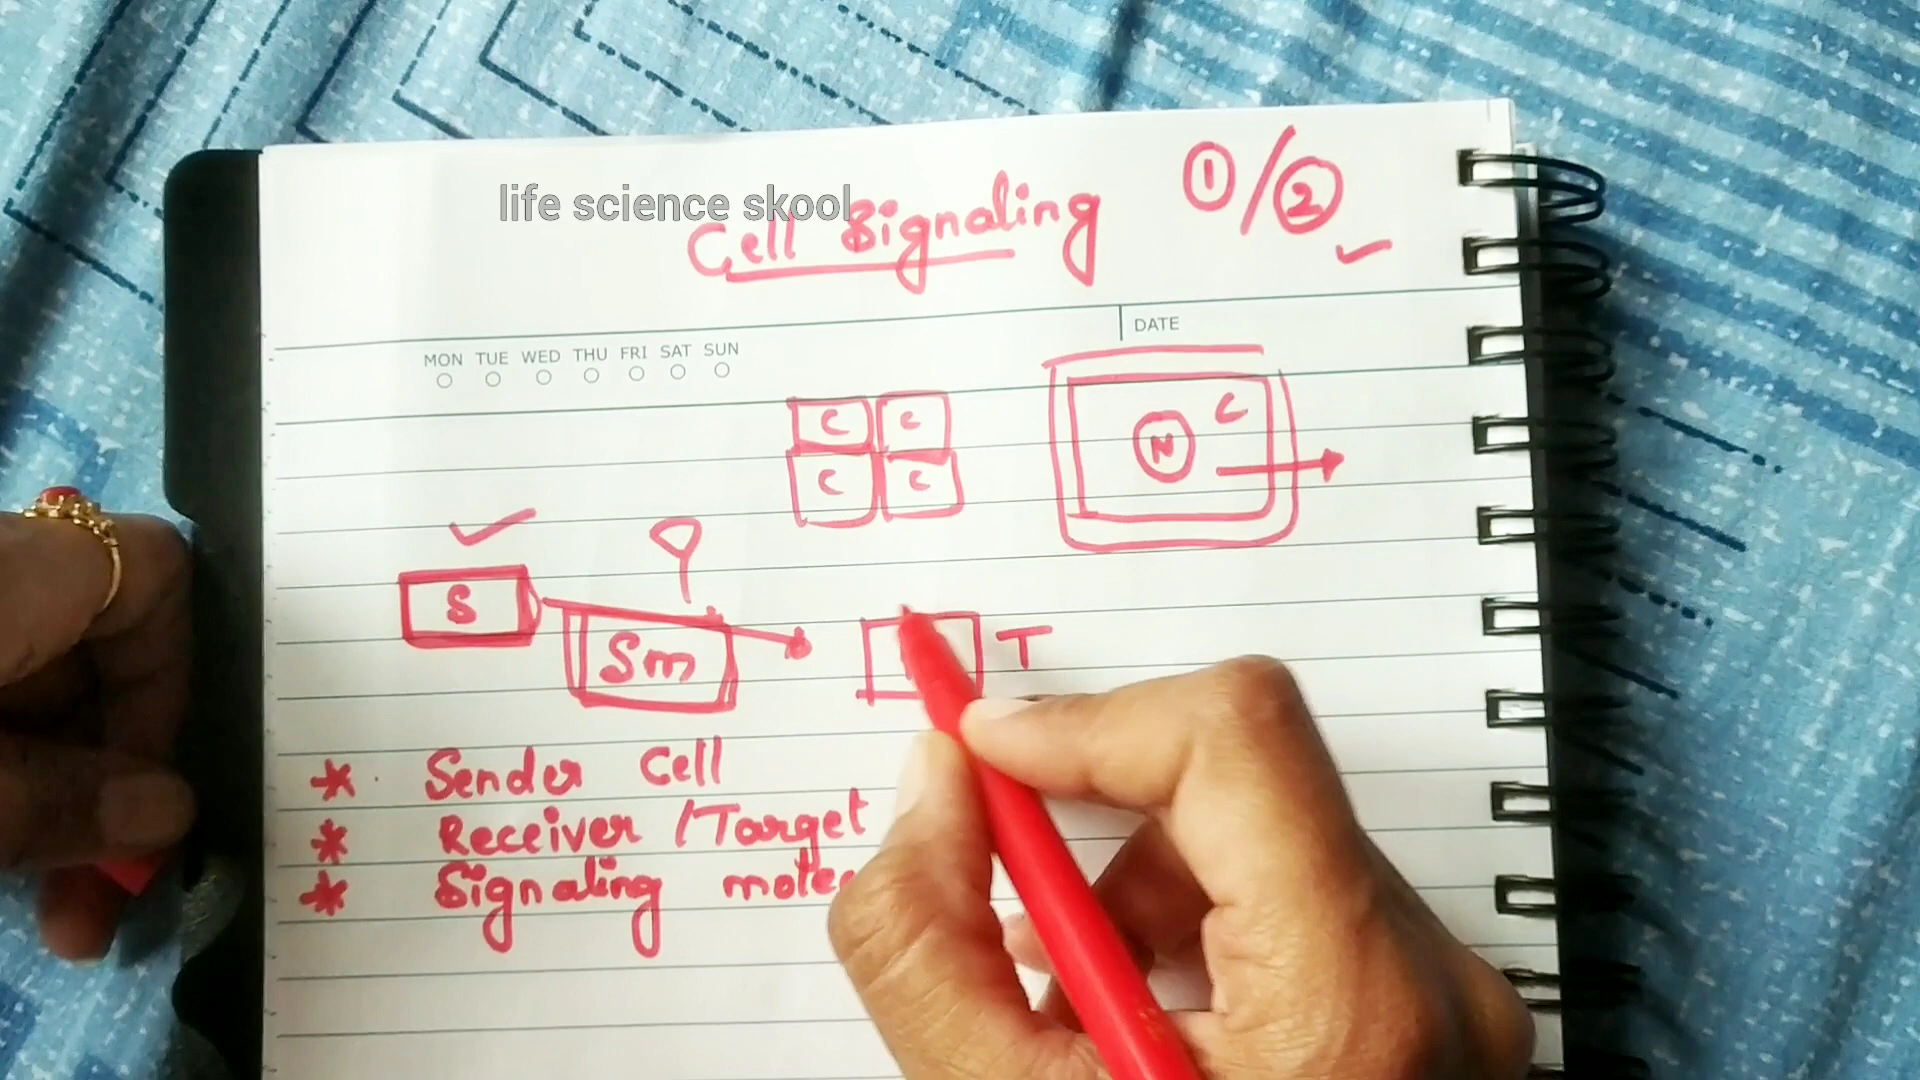 life science skool
Cell Signaling 1/2
DATE
MON TUE WED THU FRI SAT SUN
C C
C C
N C
S
Sm
T
* Sender Cell
* Receiver /Target
* Signaling